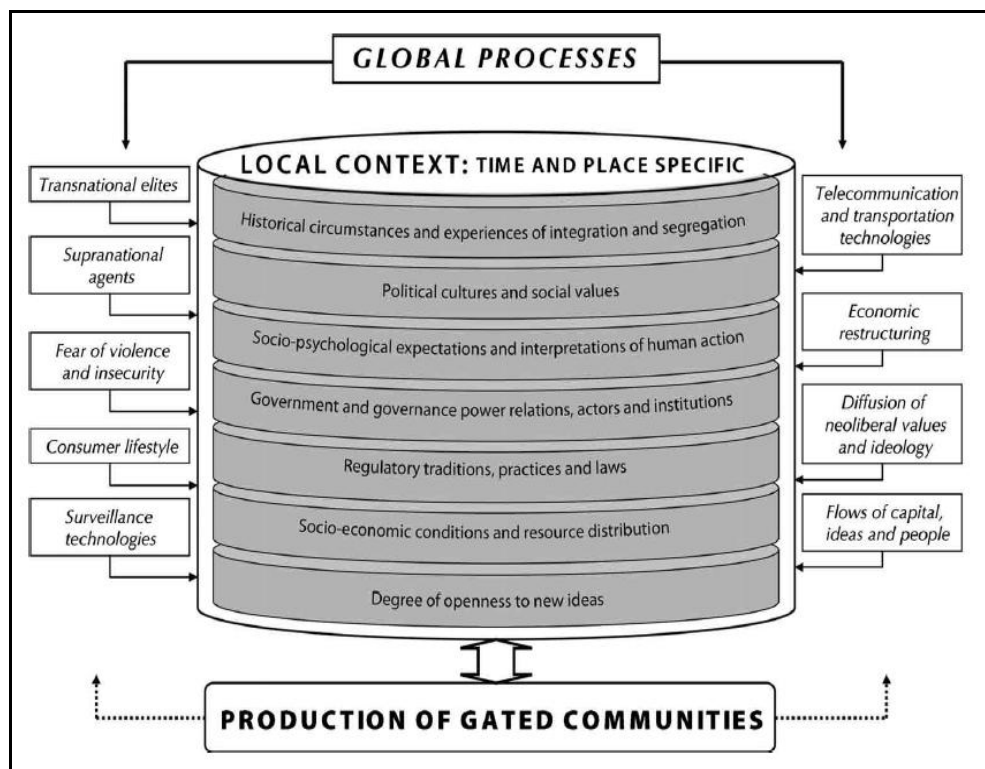 GLOBAL PROCESSES
LOCAL CONTEXT: TIME AND PLACE SPECIFIC
Transnational elites
Supranational
agents
Fear of violence
and insecurity
Consumer lifestyle
Surveillance
technologies
Historical circumstances and experiences of integration and segregation
Political cultures and social values
Socio-psychological expectations and interpretations of human action
Government and governance power relations, actors and institutions
Regulatory traditions, practices and laws
Socio-economic conditions and resource distribution
Degree of openness to new ideas
Telecommunication
and transportation
technologies
Economic
restructuring
Diffusion of
neoliberal values
and ideology
Flows of capital,
ideas and people
PRODUCTION OF GATED COMMUNITIES